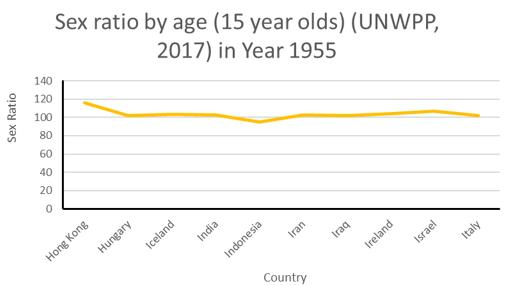 Sex ratio by age (15 year olds) (UNWPP,
2017) in Year 1955
Sex Ratio
140
120
100
80
60
40
20
0
Hong Kong
Hungary
Iceland
India
Indonesia
Iran
Iraq
Ireland
Israel
Italy
Country